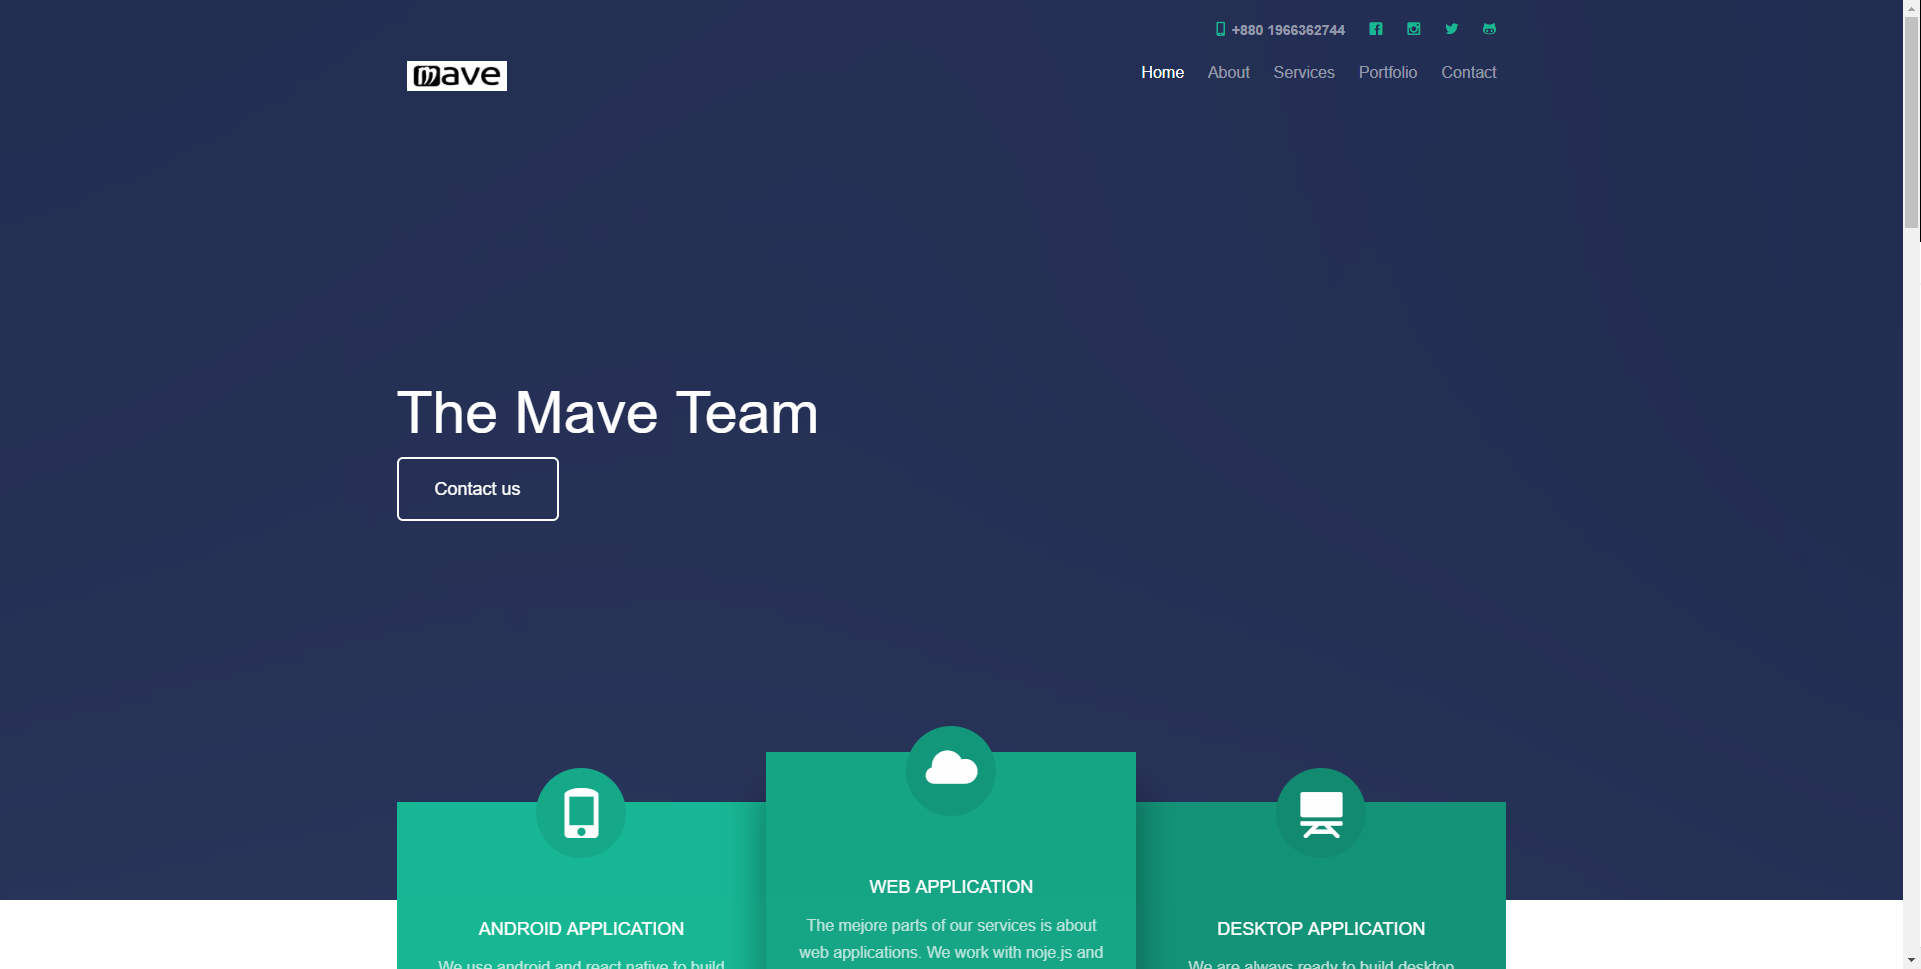 +880 1966362744
mave
Home About Services Portfolio Contact
The Mave Team
Contact us
WEB APPLICATION
The mejore parts of our services is about
web applications. We work with noje.js and
ANDROID APPLICATION
We use android and react native to build
DESKTOP APPLICATION
We are always ready to build desktop